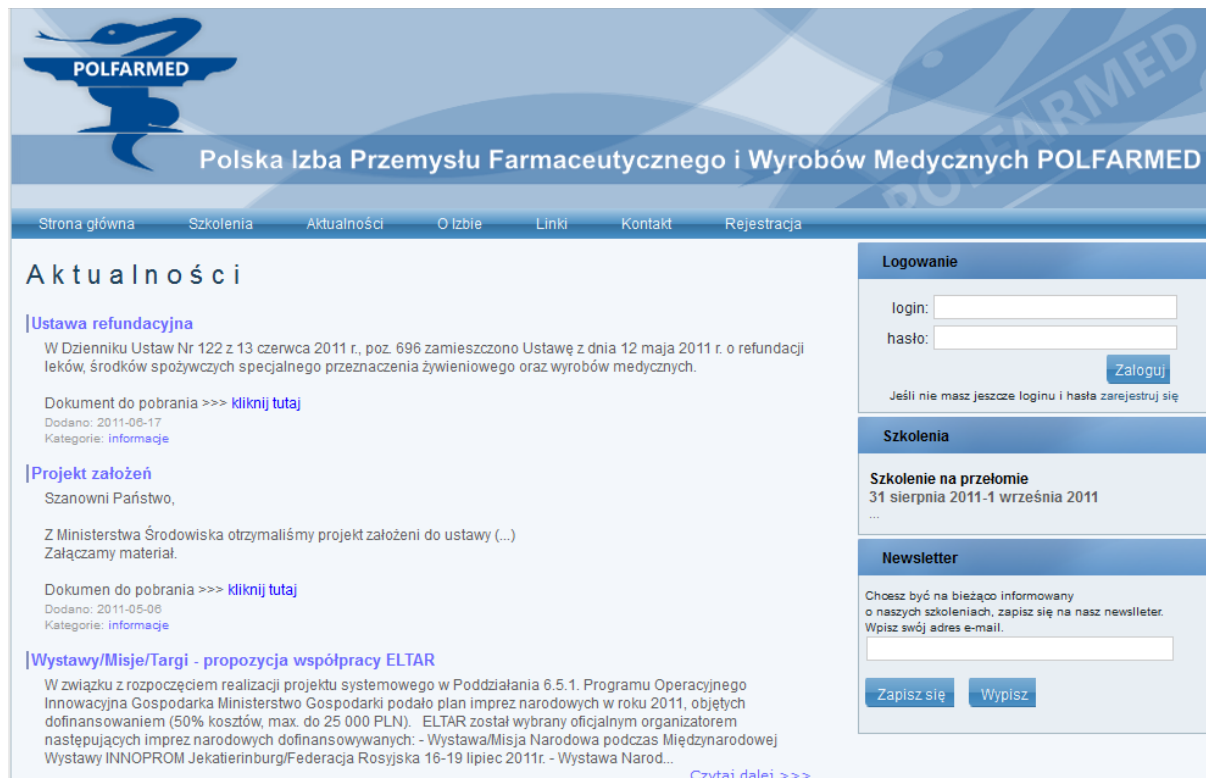 POLFARMED
POLFARMED
Polska Izba Przemysłu Farmaceutycznego i Wyrobów Medycznych POLFARMED
Strona główna Szkolenia Aktualności O Izbie Linki Kontakt Rejestracja
Aktualności
Ustawa refundacyjna
W Dzienniku Ustaw Nr 122 z 13 czerwca 2011 r., poz. 696 zamieszczono Ustawę z dnia 12 maja 2011 r. o refundacji
leków, środków spożywczych specjalnego przeznaczenia żywieniowego oraz wyrobów medycznych.
Dokument do pobrania >>> kliknij tutaj
Dodano: 2011-06-17
Kategorie: informacje
Projekt założeń
Szanowni Państwo,
Z Ministerstwa Środowiska otrzymaliśmy projekt założeni do ustawy (...)
Załączamy materiał.
Dokumen do pobrania >>> kliknij tutaj
Dodano: 2011-05-06
Kategorie: informacje
Wystawy/Misje/Targi - propozycja współpracy ELTAR
W związku z rozpoczęciem realizacji projektu systemowego w Poddziałania 6.5.1. Programu Operacyjnego
Innowacyjna Gospodarka Ministerstwo Gospodarki podało plan imprez narodowych w roku 2011, objętych
dofinansowaniem (50% kosztów, max. do 25 000 PLN). ELTAR został wybrany oficjalnym organizatorem
następujących imprez narodowych dofinansowywanych: - Wystawa/Misja Narodowa podczas Międzynarodowej
Wystawy INNOPROM Jekatierinburg/Federacja Rosyjska 16-19 lipiec 2011r. - Wystawa Narod...
Czytaj dalej >>>
Logowanie
login:
hasło:
Zaloguj
Jeśli nie masz jeszcze loginu i hasła zarejestruj się
Szkolenia
Szkolenie na przełomie
31 sierpnia 2011-1 września 2011
...
Newsletter
Chcesz być na bieżąco informowany
o naszych szkoleniach, zapisz się na nasz newslleter.
Wpisz swój adres e-mail.
Zapisz się Wypisz